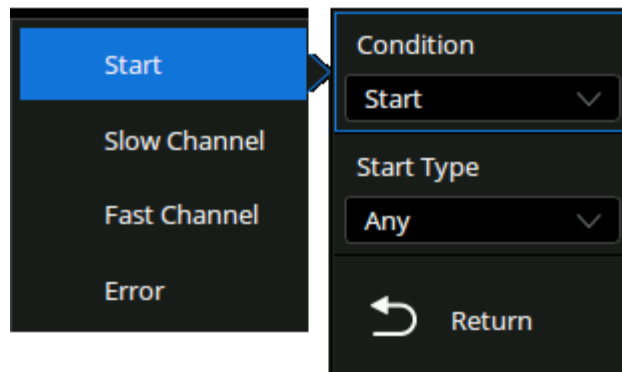 Start
Slow Channel
Fast Channel
Error
Condition
Start
Start Type
Any
Return